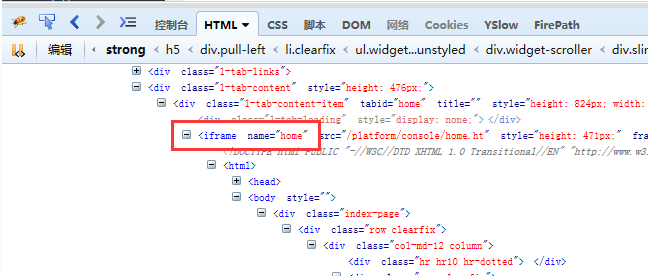 控制台 HTML CSS 脚本 DOM 网络 Cookies YSlow FirePath
编辑 strong < h5 < div.pull-left < li.clearfix < ul.widget...unstyled < div.widget-scroller < div.slim
<div class="l-tab-links">
<div class="l-tab-content" style="height: 476px;">
<div class="l-tab-content-item" tabid="home" title="" style="height: 824px; width:
<div class="l-tab-loading" style="display: none;"></div>
<iframe name="home" src="/platform/console/home.ht" style="height: 471px;" fra
<!DOCTYPE html PUBLIC "-//W3C//DTD XHTML 1.0 Transitional//EN" "http://www.w3
<html>
<head>
<body style="">
<div class="index-page">
<div class="row clearfix">
<div class="col-md-12 column">
<div class="hr hr10 hr-dotted"> </div>